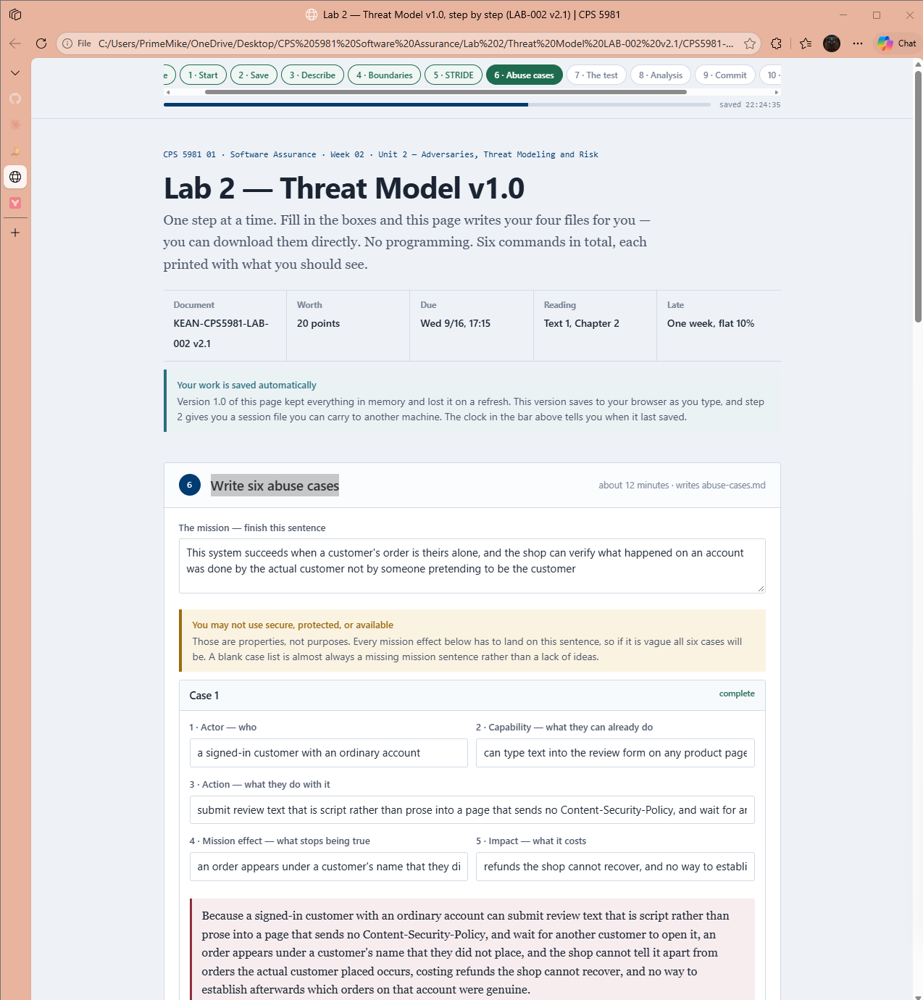 Lab 2 — Threat Model v1.0, step by step (LAB-002 v2.1) | CPS 5981
File
C:/Users/PrimeMike/OneDrive/Desktop/CPS%205981%20Software%20Assurance/Lab%202/Threat%20Model%20LAB-002%20v2.1/CPS5981-...
Chat
e
1 · Start
2 · Save
3 · Describe
4 · Boundaries
5 · STRIDE
6 · Abuse cases
7 · The test
8 · Analysis
9 · Commit
10 ·
saved 22:24:35
CPS 5981 01 · Software Assurance · Week 02 · Unit 2 — Adversaries, Threat Modeling and Risk
Lab 2 — Threat Model v1.0
One step at a time. Fill in the boxes and this page writes your four files for you —
you can download them directly. No programming. Six commands in total, each
printed with what you should see.
Document
KEAN-CPS5981-LAB-
002 v2.1
Worth
20 points
Due
Wed 9/16, 17:15
Reading
Text 1, Chapter 2
Late
One week, flat 10%
Your work is saved automatically
Version 1.0 of this page kept everything in memory and lost it on a refresh. This version saves to your browser as you type, and step
2 gives you a session file you can carry to another machine. The clock in the bar above tells you when it last saved.
6
Write six abuse cases
about 12 minutes · writes abuse-cases.md
The mission — finish this sentence
This system succeeds when a customer's order is theirs alone, and the shop can verify what happened on an account
was done by the actual customer not by someone pretending to be the customer
You may not use secure, protected, or available
Those are properties, not purposes. Every mission effect below has to land on this sentence, so if it is vague all six cases will
be. A blank case list is almost always a missing mission sentence rather than a lack of ideas.
Case 1
complete
1 · Actor — who
2 · Capability — what they can already do
a signed-in customer with an ordinary account
can type text into the review form on any product page
3 · Action — what they do with it
submit review text that is script rather than prose into a page that sends no Content-Security-Policy, and wait for ar
4 · Mission effect — what stops being true
5 · Impact — what it costs
an order appears under a customer's name that they di
refunds the shop cannot recover, and no way to establi
Because a signed-in customer with an ordinary account can submit review text that is script rather than
prose into a page that sends no Content-Security-Policy, and wait for another customer to open it, an
order appears under a customer's name that they did not place, and the shop cannot tell it apart from
orders the actual customer placed occurs, costing refunds the shop cannot recover, and no way to
establish afterwards which orders on that account were genuine.